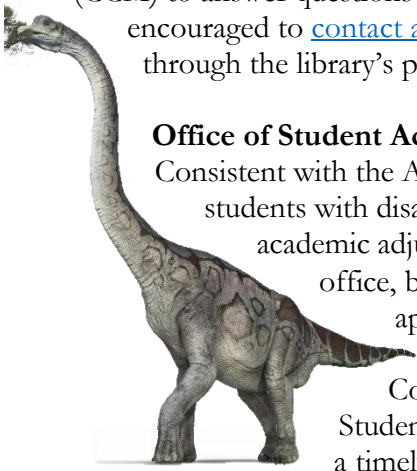 to answer questions
encouraged to contact a
through the library's p
Office of Student Ac
Consistent with the A
students with disa
academic adju
office, b
ap
Co
Studen
a timel